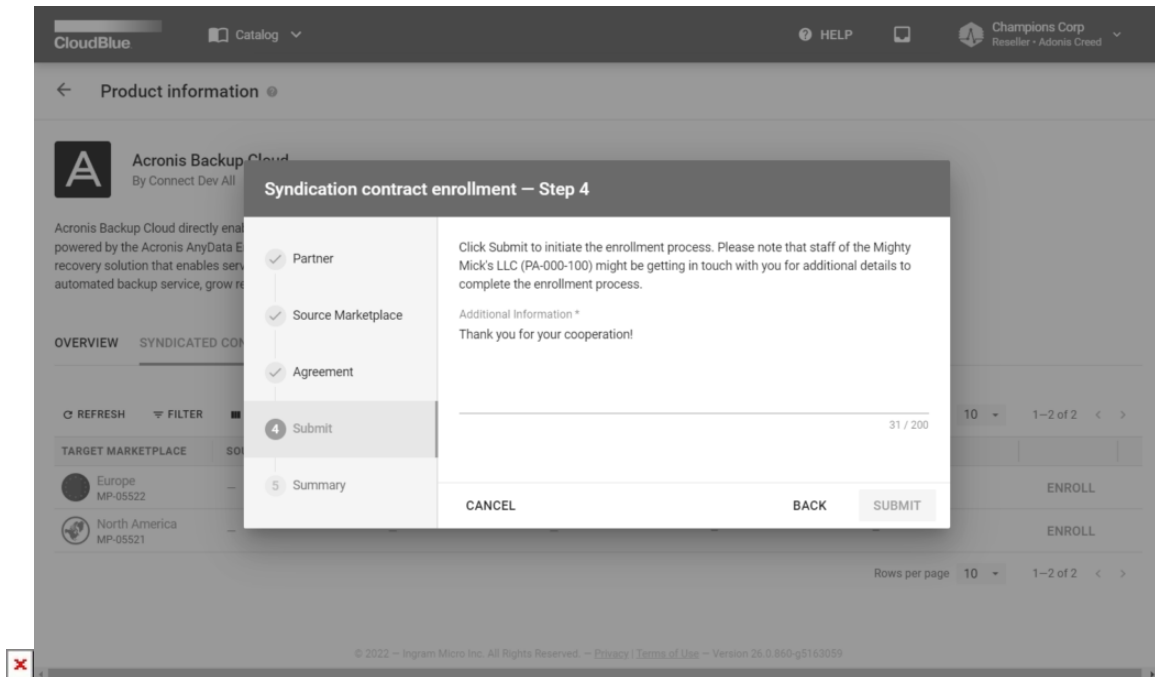 CloudBlue
Catalog
HELP
Champions Corp
Reseller • Adonis Creed
Product information
Acronis Backup Cloud
By Connect Dev All
Syndication contract enrollment — Step 4
Acronis Backup Cloud directly
powered by the Acronis AnyData
recovery solution that enables
automated backup service, grow
Partner
Source Marketplace
Agreement
4 Submit
5 Summary
Click Submit to initiate the enrollment process. Please note that staff of the Mighty
Mick's LLC (PA-000-100) might be getting in touch with you for additional details to
complete the enrollment process.
Additional Information *
Thank you for your cooperation!
31 / 200
CANCEL BACK SUBMIT
OVERVIEW SYNDICATED
REFRESH FILTER
10 1–2 of 2
TARGET MARKETPLACE
Europe
MP-05522
— ENROLL
North America
MP-05521
— — — — — ENROLL
Rows per page 10 1–2 of 2
© 2022 – Ingram Micro Inc. All Rights Reserved. – Privacy | Terms of Use – Version 26.0.860-g5163059